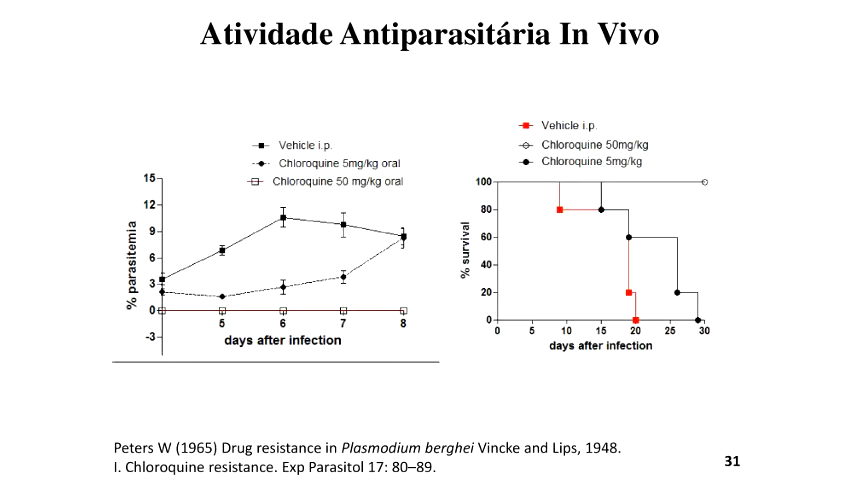 Atividade Antiparasitária In Vivo
Vehicle i.p.
Chloroquine 5mg/kg oral
Chloroquine 50 mg/kg oral
15
12
9
6
3
0
-3
% parasitemia
5 6 7 8
days after infection
Vehicle i.p.
Chloroquine 50mg/kg
Chloroquine 5mg/kg
100
80
60
40
20
0
% survival
0 5 10 15 20 25 30
days after infection
Peters W (1965) Drug resistance in Plasmodium berghei Vincke and Lips, 1948.
I. Chloroquine resistance. Exp Parasitol 17: 80–89.
31